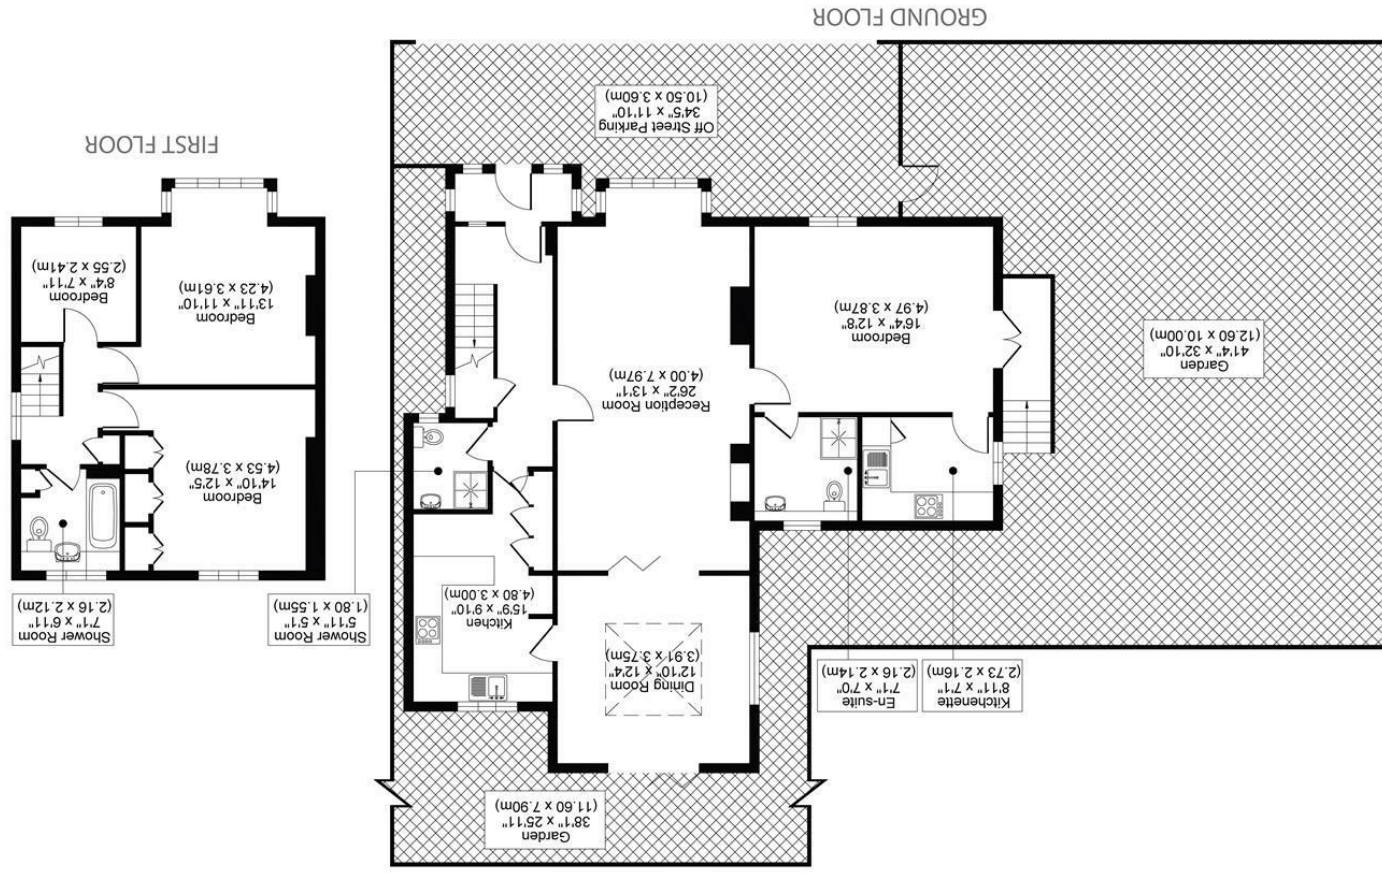 Garden
38'1" x 25'11"
(11.60 x 7.90m)
Kitchenette
8'11" x 7'1"
(2.73 x 2.16m)
En-suite
7'1" x 7'0"
(2.16 x 2.14m)
Dining Room
12'10" x 12'4"
(3.91 x 3.75m)
Kitchen
15'9" x 9'10"
(4.80 x 3.00m)
Shower Room
5'11" x 5'1"
(1.80 x 1.55m)
Garden
41'4" x 32'10"
(12.60 x 10.00m)
Bedroom
16'4" x 12'8"
(4.97 x 3.87m)
Reception Room
26'2" x 13'1"
(4.00 x 7.97m)
Off Street Parking
34'5" x 11'10"
(10.50 x 3.60m)
GROUND FLOOR
Shower Room
7'1" x 6'11"
(2.16 x 2.12m)
Bedroom
14'10" x 12'5"
(4.53 x 3.78m)
Bedroom
13'11" x 11'10"
(4.23 x 3.61m)
Bedroom
8'4" x 7'11"
(2.55 x 2.41m)
FIRST FLOOR